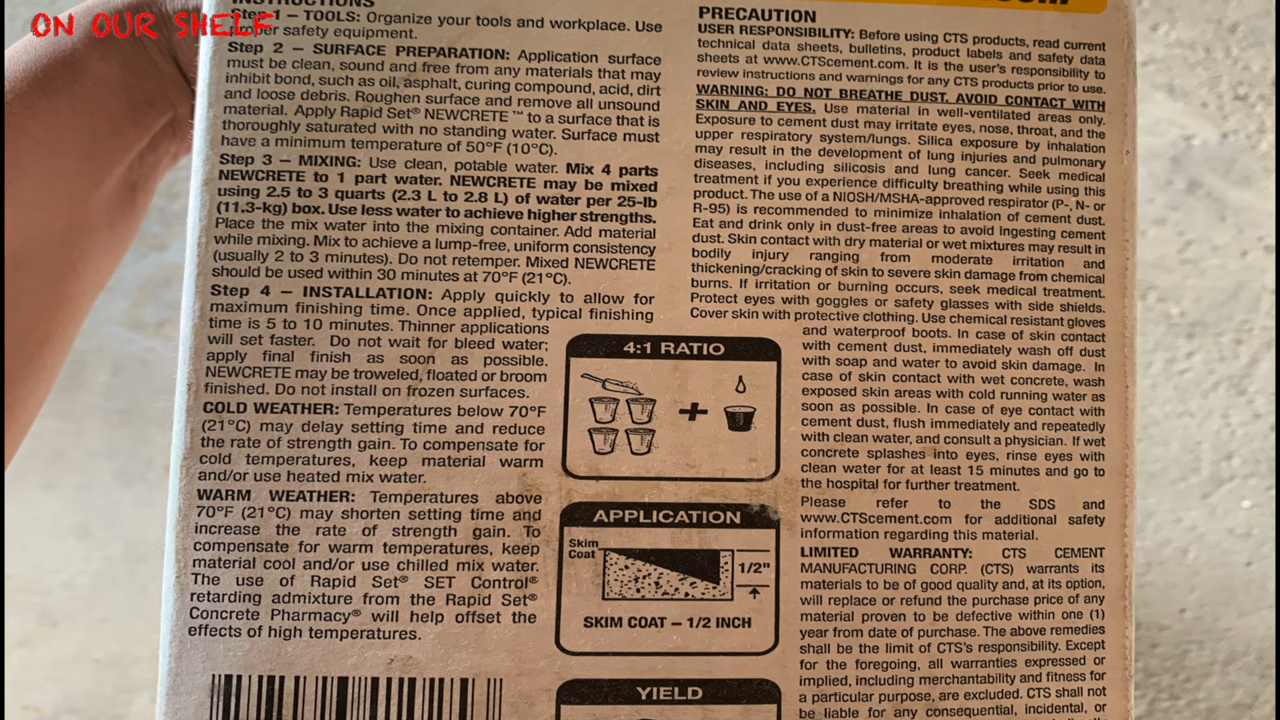 ON OUR SHELF
INSTRUCTIONS
Step 1 – TOOLS: Organize your tools and workplace. Use
proper safety equipment.
Step 2 – SURFACE PREPARATION: Application surface
must be clean, sound and free from any materials that may
inhibit bond, such as oil, asphalt, curing compound, acid, dirt
and loose debris. Roughen surface and remove all unsound
material. Apply Rapid Set® NEWCRETE ™ to a surface that is
thoroughly saturated with no standing water. Surface must
have a minimum temperature of 50°F (10°C).
Step 3 – MIXING: Use clean, potable water. Mix 4 parts
NEWCRETE to 1 part water. NEWCRETE may be mixed
using 2.5 to 3 quarts (2.3 L to 2.8 L) of water per 25-lb
(11.3-kg) box. Use less water to achieve higher strengths.
Place the mix water into the mixing container. Add material
while mixing. Mix to achieve a lump-free, uniform consistency
(usually 2 to 3 minutes). Do not retemper. Mixed NEWCRETE
should be used within 30 minutes at 70°F (21°C).
Step 4 – INSTALLATION: Apply quickly to allow for
maximum finishing time. Once applied, typical finishing
time is 5 to 10 minutes. Thinner applications
will set faster. Do not wait for bleed water;
apply final finish as soon as possible.
NEWCRETE may be troweled, floated or broom
finished. Do not install on frozen surfaces.
COLD WEATHER: Temperatures below 70°F
(21°C) may delay setting time and reduce
the rate of strength gain. To compensate for
cold temperatures, keep material warm
and/or use heated mix water.
WARM WEATHER: Temperatures above
70°F (21°C) may shorten setting time and
increase the rate of strength gain. To
compensate for warm temperatures, keep
material cool and/or use chilled mix water.
The use of Rapid Set® SET Control®
retarding admixture from the Rapid Set®
Concrete Pharmacy® will help offset the
effects of high temperatures.
4:1 RATIO
+
APPLICATION
Skim
Coat
1/2"
SKIM COAT – 1/2 INCH
YIELD
PRECAUTION
USER RESPONSIBILITY: Before using CTS products, read current
technical data sheets, bulletins, product labels and safety data
sheets at www.CTScement.com. It is the user's responsibility to
review instructions and warnings for any CTS products prior to use.
WARNING: DO NOT BREATHE DUST. AVOID CONTACT WITH
SKIN AND EYES. Use material in well-ventilated areas only.
Exposure to cement dust may irritate eyes, nose, throat, and the
upper respiratory system/lungs. Silica exposure by inhalation
may result in the development of lung injuries and pulmonary
diseases, including silicosis and lung cancer. Seek medical
treatment if you experience difficulty breathing while using this
product. The use of a NIOSH/MSHA-approved respirator (P-, N- or
R-95) is recommended to minimize inhalation of cement dust.
Eat and drink only in dust-free areas to avoid ingesting cement
dust. Skin contact with dry material or wet mixtures may result in
bodily injury ranging from moderate irritation and
thickening/cracking of skin to severe skin damage from chemical
burns. If irritation or burning occurs, seek medical treatment.
Protect eyes with goggles or safety glasses with side shields.
Cover skin with protective clothing. Use chemical resistant gloves
and waterproof boots. In case of skin contact
with cement dust, immediately wash off dust
with soap and water to avoid skin damage. In
case of skin contact with wet concrete, wash
exposed skin areas with cold running water as
soon as possible. In case of eye contact with
cement dust, flush immediately and repeatedly
with clean water, and consult a physician. If wet
concrete splashes into eyes, rinse eyes with
clean water for at least 15 minutes and go to
the hospital for further treatment.
Please refer to the SDS and
www.CTScement.com for additional safety
information regarding this material.
LIMITED WARRANTY: CTS CEMENT
MANUFACTURING CORP. (CTS) warrants its
materials to be of good quality and, at its option,
will replace or refund the purchase price of any
material proven to be defective within one (1)
year from date of purchase. The above remedies
shall be the limit of CTS's responsibility. Except
for the foregoing, all warranties expressed or
implied, including merchantability and fitness for
a particular purpose, are excluded. CTS shall not
be liable for any consequential, incidental, or